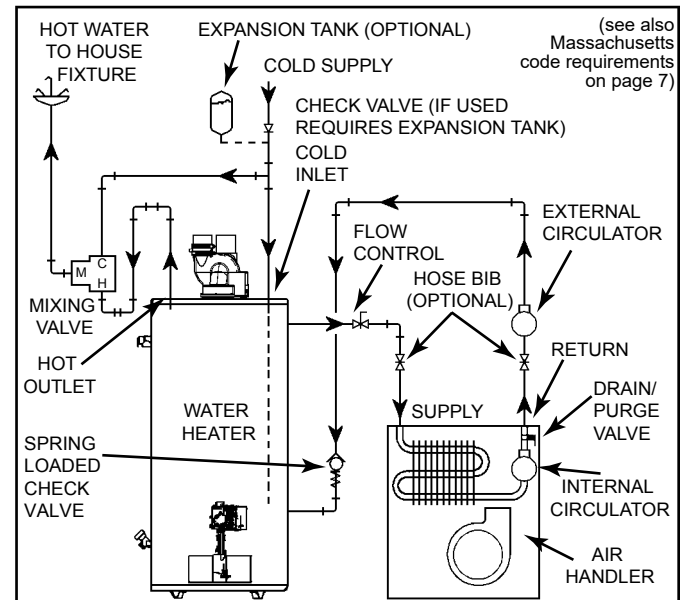 HOT WATER
TO HOUSE
FIXTURE
EXPANSION TANK (OPTIONAL)
(see also
Massachusetts
code requirements
on page 7)
COLD SUPPLY
CHECK VALVE (IF USED
REQUIRES EXPANSION TANK)
COLD
INLET
FLOW
CONTROL
EXTERNAL
CIRCULATOR
HOSE BIB
(OPTIONAL)
C
M
H
MIXING
VALVE
HOT
OUTLET
RETURN
DRAIN/
PURGE
VALVE
SUPPLY
WATER
HEATER
SPRING
LOADED
CHECK
VALVE
INTERNAL
CIRCULATOR
AIR
HANDLER